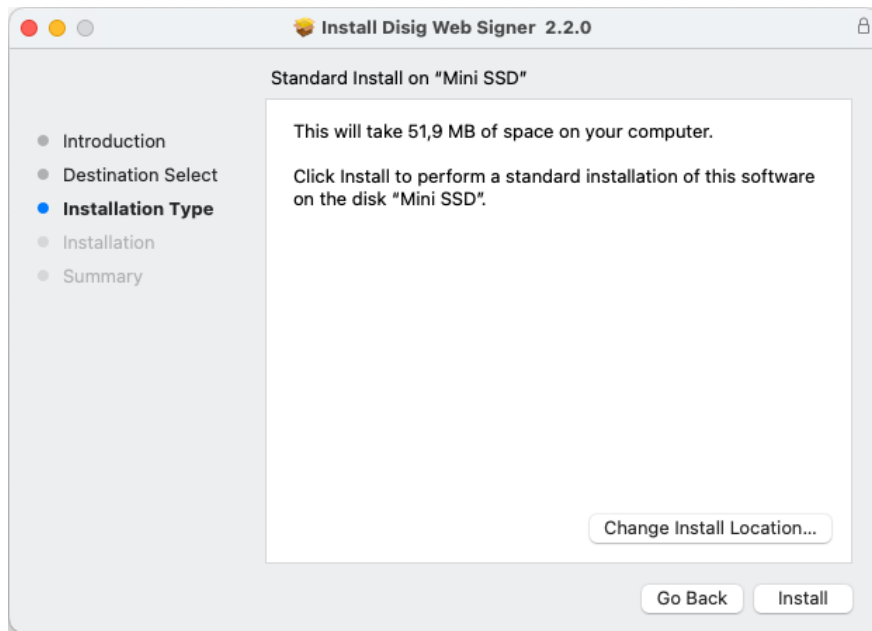 Install Disig Web Signer 2.2.0
Standard Install on “Mini SSD”
Introduction
Destination Select
Installation Type
Installation
Summary
This will take 51,9 MB of space on your computer.
Click Install to perform a standard installation of this software
on the disk “Mini SSD”.
Change Install Location...
Go Back
Install